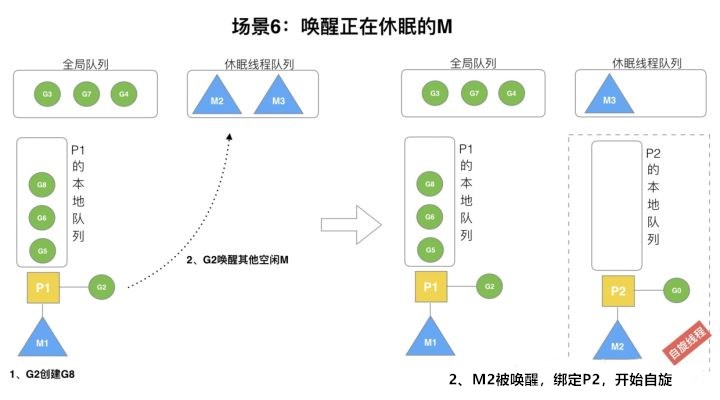 场景6：唤醒正在休眠的M
全局队列
休眠线程队列
G3
G7
G4
M2
M3
P1的本地队列
G8
G6
G5
P1
G2
M1
2、G2唤醒其他空闲M
1、G2创建G8
全局队列
休眠线程队列
G3
G7
G4
M3
P1的本地队列
G8
G6
G5
P1
G2
M1
P2的本地队列
P2
G0
M2
自旋线程
2、M2被唤醒，绑定P2，开始自旋